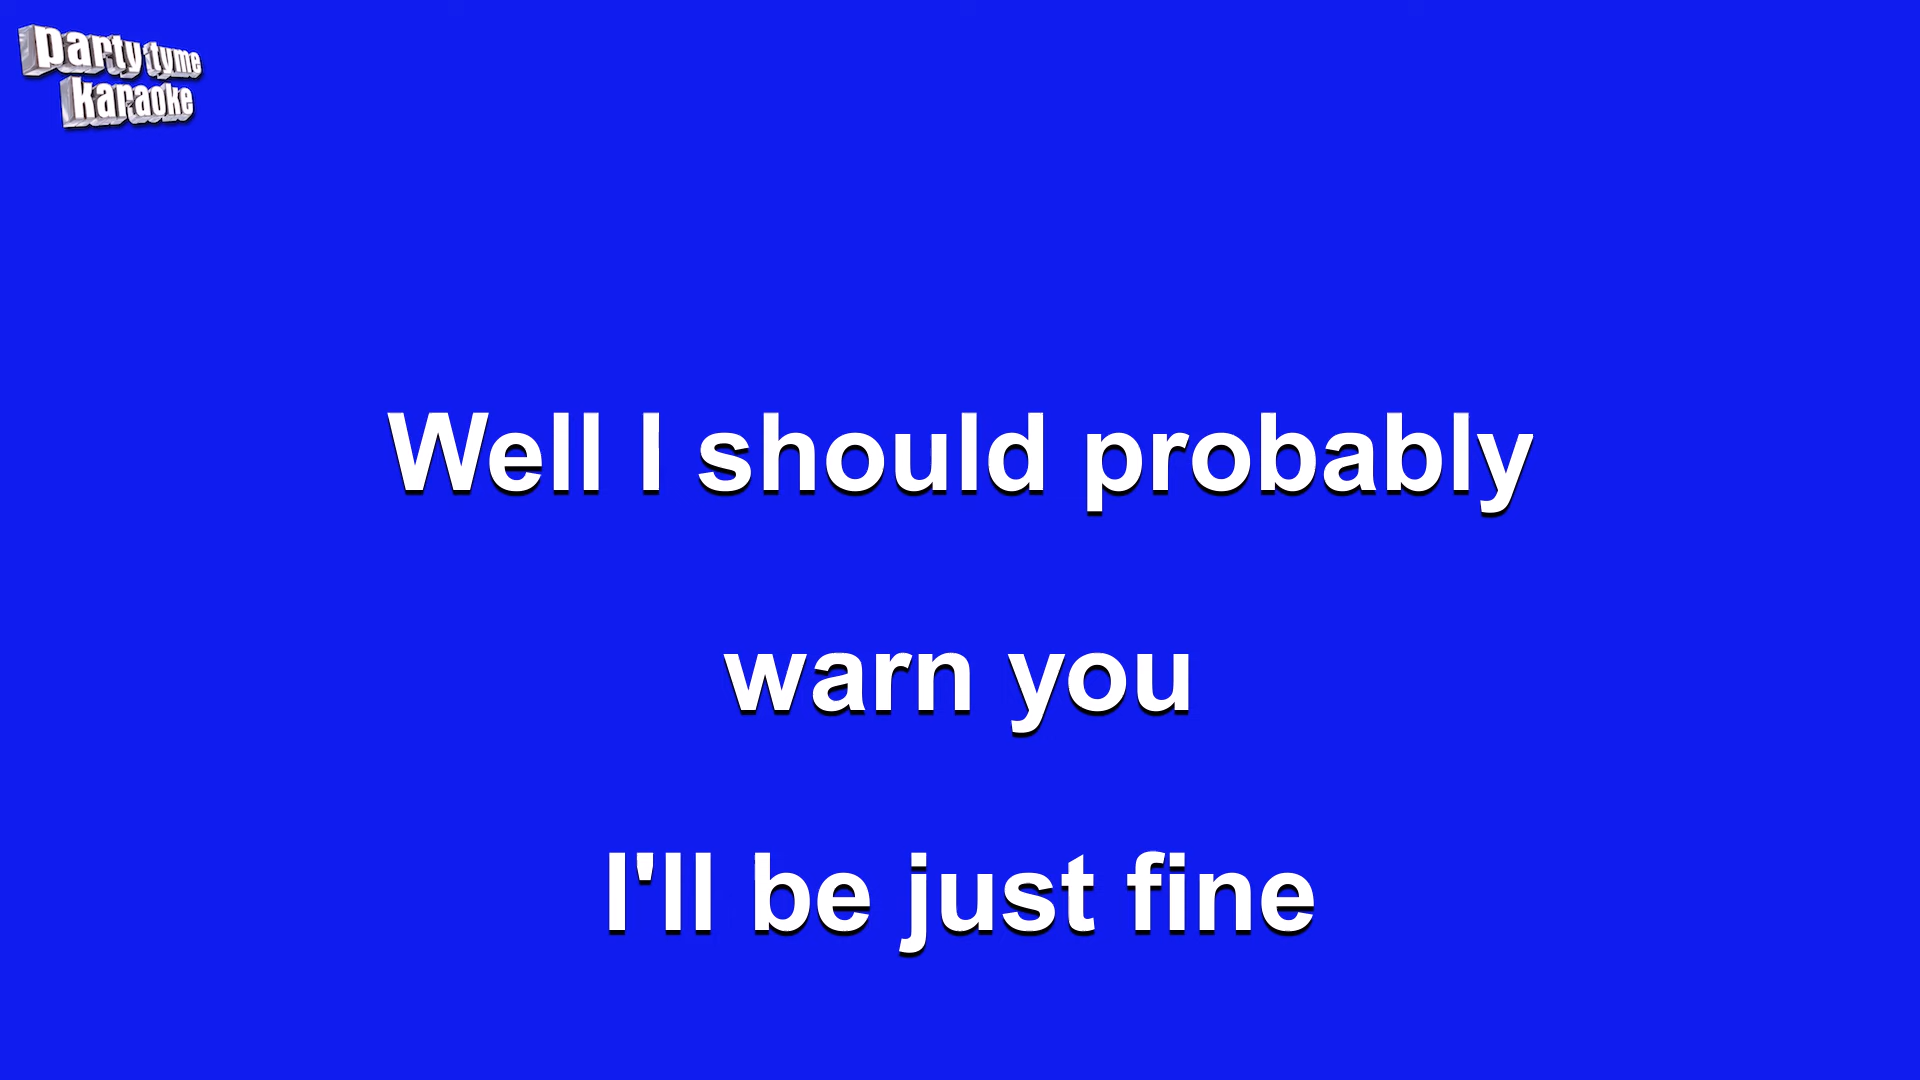 party tyme
karaoke
Well I should probably
warn you
I'll be just fine